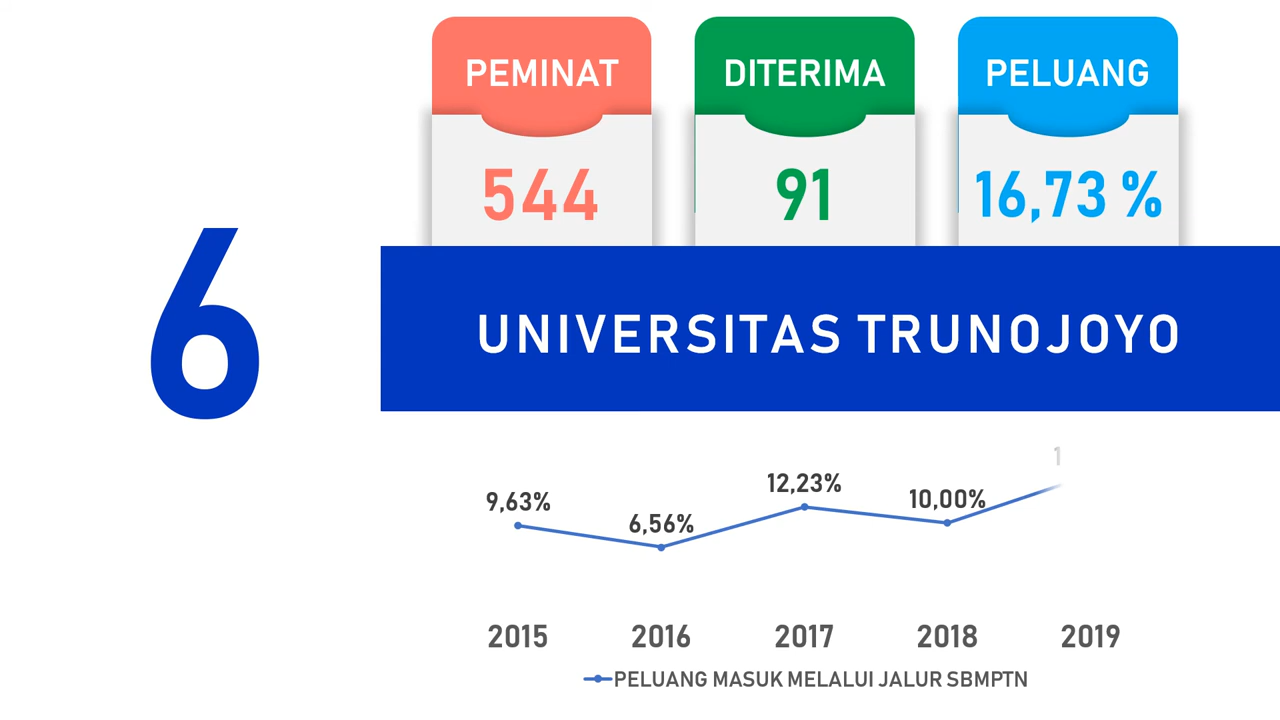 PEMINAT DITERIMA PELUANG
544 91 16,73 %
6
UNIVERSITAS TRUNOJOYO
9,63% 6,56% 12,23% 10,00% 1
2015 2016 2017 2018 2019
PELUANG MASUK MELALUI JALUR SBMPTN